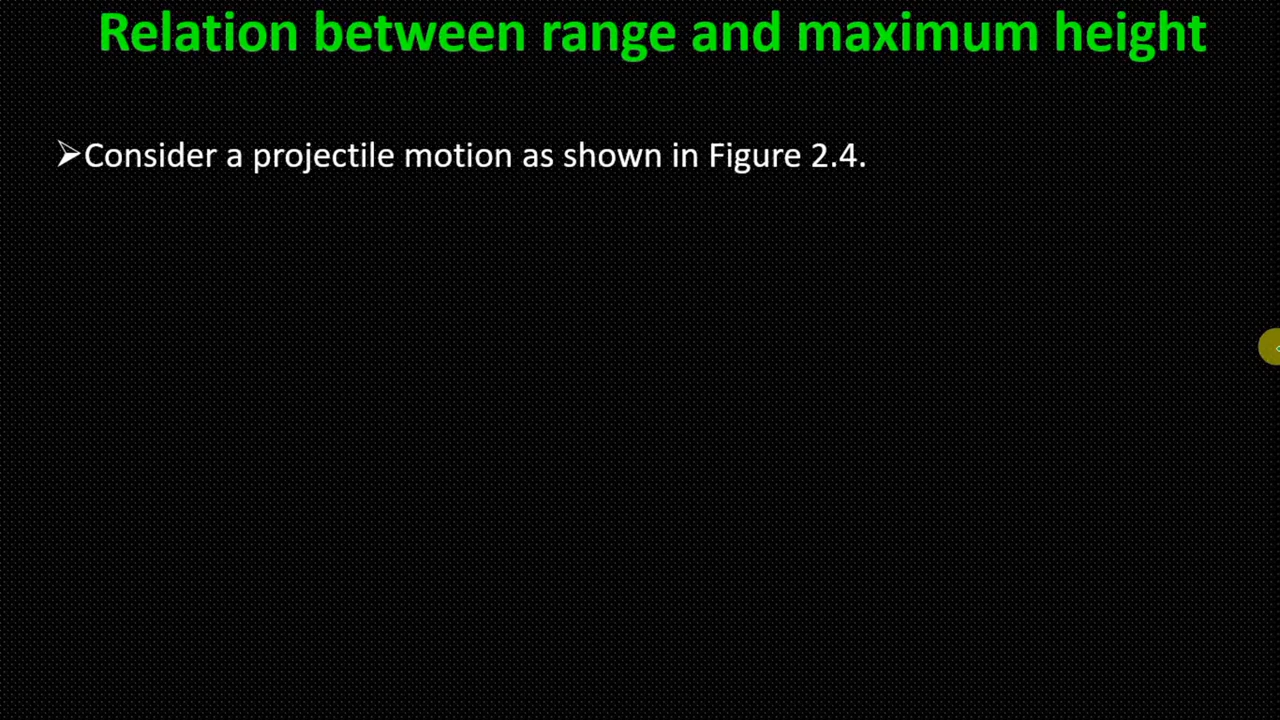 Relation between range and maximum height
➢Consider a projectile motion as shown in Figure 2.4.